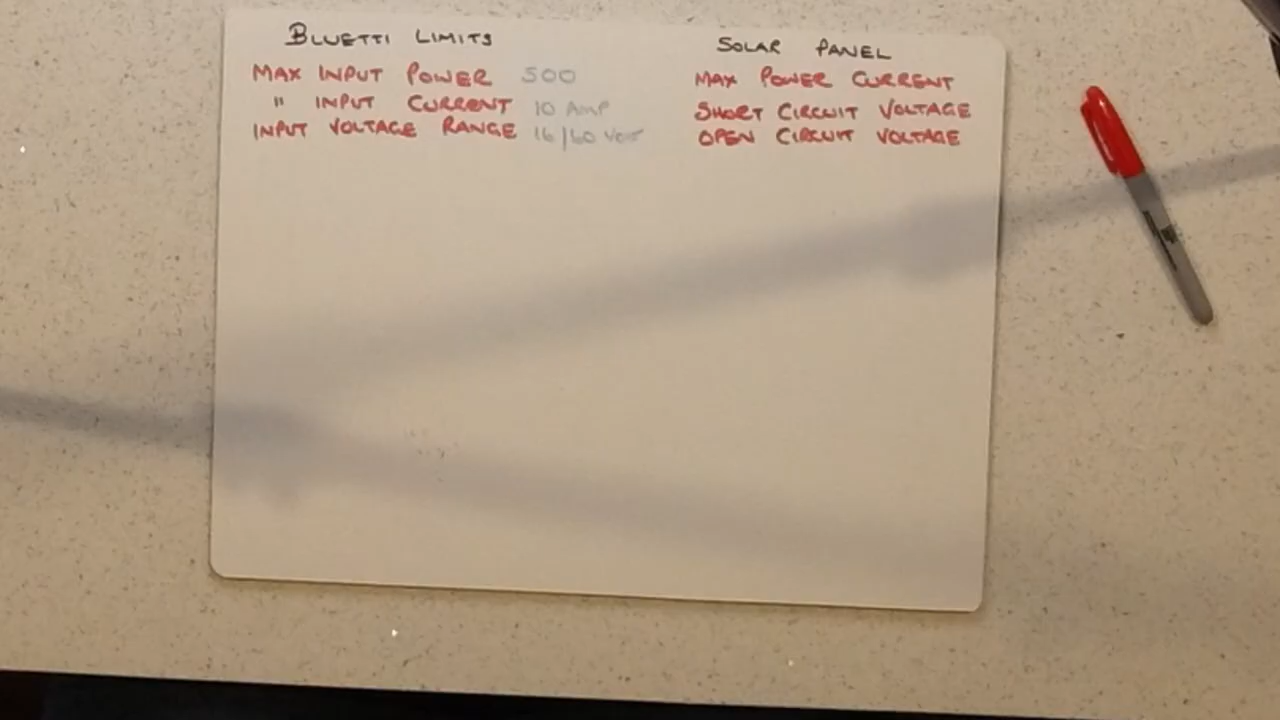 BLUETTI LIMITS
MAX INPUT POWER 500
" INPUT CURRENT 10 AMP
INPUT VOLTAGE RANGE 16/60 VOLT
SOLAR PANEL
MAX POWER CURRENT
SHORT CIRCUIT VOLTAGE
OPEN CIRCUIT VOLTAGE